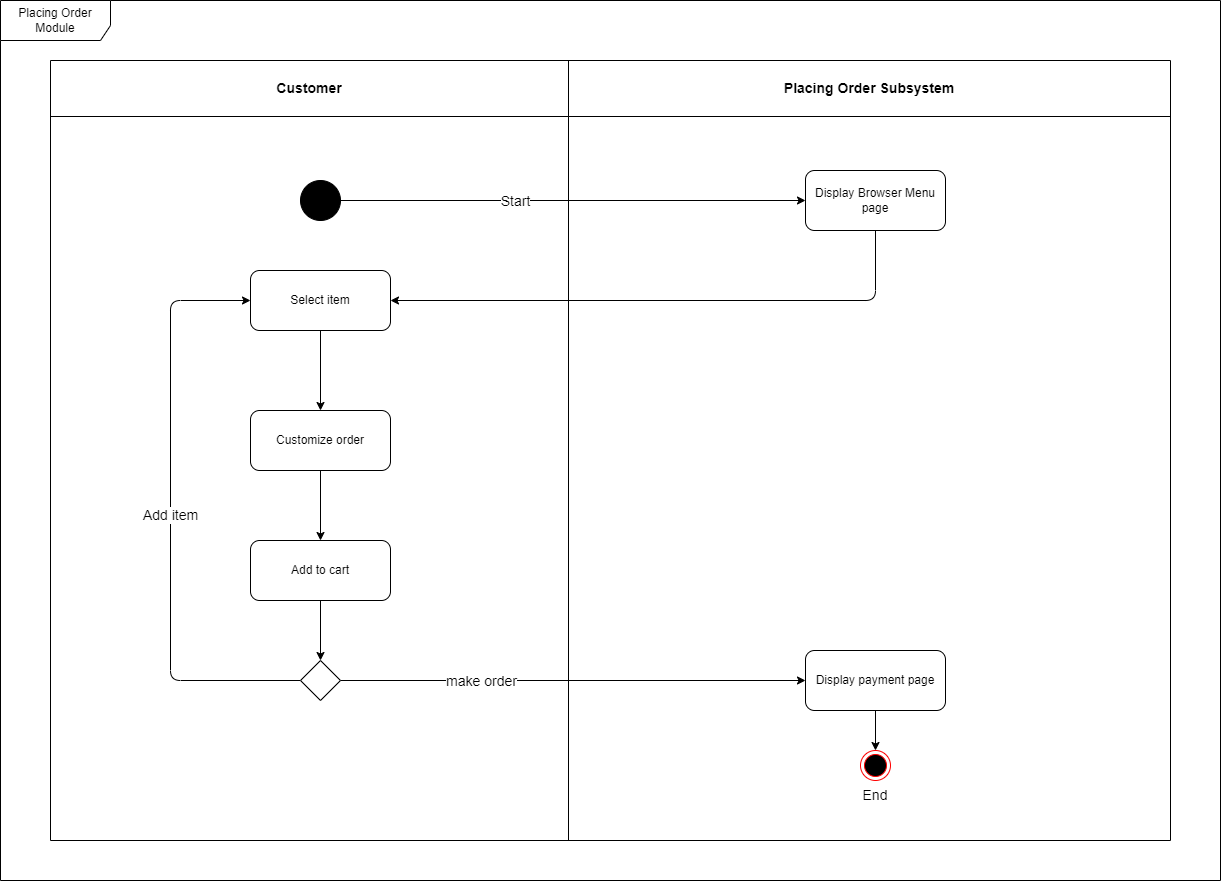 Placing Order
Module
Customer
Placing Order Subsystem
Start
Display Browser Menu
page
Select item
Customize order
Add item
Add to cart
make order
Display payment page
End